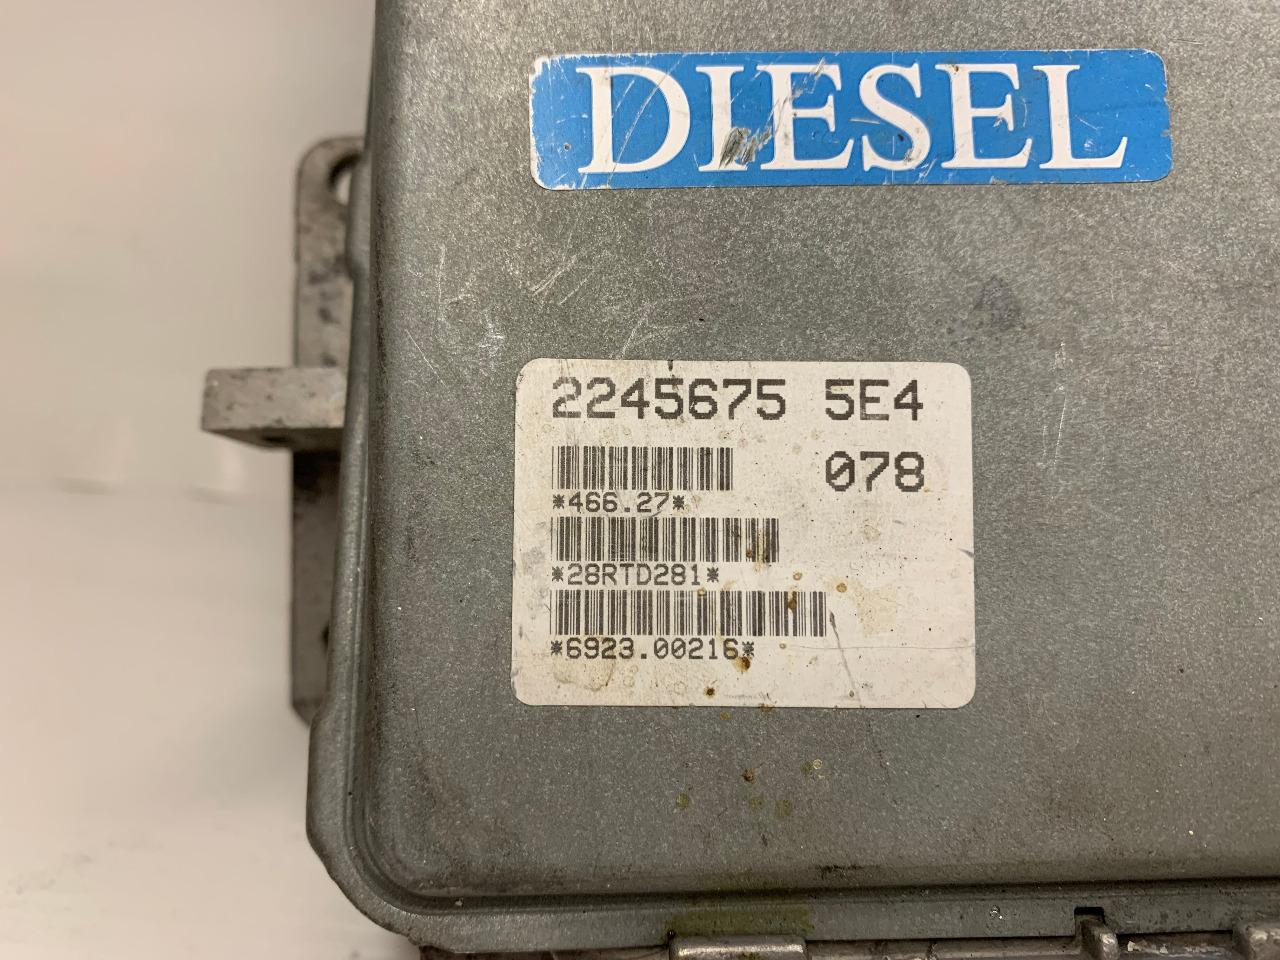 DIESEL
2245675 5E4
078
*466.27*
*28RTD281*
*6923.00216*